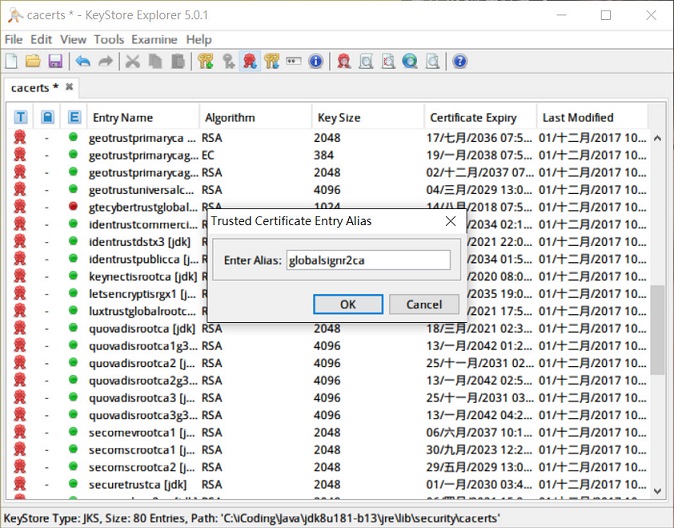 cacerts * - KeyStore Explorer 5.0.1
File Edit View Tools Examine Help
cacerts *
T E Entry Name Algorithm Key Size Certificate Expiry Last Modified
- geotrustprimaryca ... RSA 2048 17/七月/2036 07:5... 01/十二月/2017 10...
- geotrustprimarycag... EC 384 19/一月/2038 07:5... 01/十二月/2017 10...
- geotrustprimarycag... RSA 2048 02/十二月/2037 07... 01/十二月/2017 10...
- geotrustuniversalc... RSA 4096 04/三月/2029 13:0... 01/十二月/2017 10...
- gtecybertrustglobal... RSA 1024 14/八月/2018 07:5... 01/十二月/2017 10...
- identrustcommerci... /2034 02:1... 01/十二月/2017 10...
- identrustdstx3 [jdk] /2021 22:0... 01/十二月/2017 10...
- identrustpublicca [j... /2034 01:5... 01/十二月/2017 10...
- keynectisrootca [jdk] /2020 08:0... 01/十二月/2017 10...
- letsencryptisrgx1 [j... /2035 19:0... 01/十二月/2017 10...
- luxtrustglobalrootc... /2021 17:5... 01/十二月/2017 10...
Trusted Certificate Entry Alias
Enter Alias: globalsignr2ca
OK Cancel
- quovadisrootca [jdk] RSA 2048 18/三月/2021 02:3... 01/十二月/2017 10...
- quovadisrootca1g3... RSA 4096 13/一月/2042 01:2... 01/十二月/2017 10...
- quovadisrootca2 [j... RSA 4096 25/十一月/2031 02... 01/十二月/2017 10...
- quovadisrootca2g3... RSA 4096 13/一月/2042 02:5... 01/十二月/2017 10...
- quovadisrootca3 [j... RSA 4096 25/十一月/2031 03... 01/十二月/2017 10...
- quovadisrootca3g3... RSA 4096 13/一月/2042 04:2... 01/十二月/2017 10...
- secomevrootca1 [j... RSA 2048 06/六月/2037 10:1... 01/十二月/2017 10...
- secomscrootca1 [j... RSA 2048 30/九月/2023 12:2... 01/十二月/2017 10...
- secomscrootca2 [j... RSA 2048 29/五月/2029 13:0... 01/十二月/2017 10...
- securetrustca [jdk] RSA 2048 01/一月/2030 03:4... 01/十二月/2017 10...
KeyStore Type: JKS, Size: 80 Entries, Path: 'C:\iCoding\Java\jdk8u181-b13\jre\lib\security\cacerts'